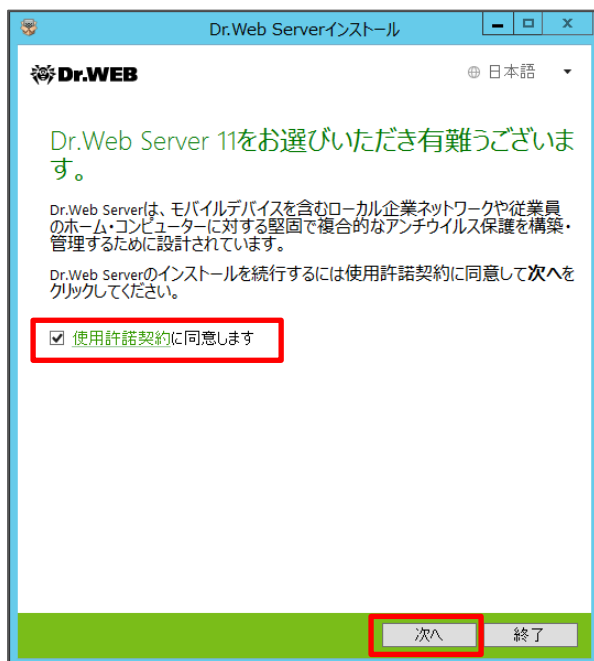 Dr.Web Serverインストール
Dr.WEB
日本語
Dr.Web Server 11をお選びいただき有難うございま
す。
Dr.Web Serverは、モバイルデバイスを含むローカル企業ネットワークや従業員
のホーム・コンピューターに対する堅固で複合的なアンチウイルス保護を構築・
管理するために設計されています。
Dr.Web Serverのインストールを続行するには使用許諾契約に同意して次へを
クリックしてください。
使用許諾契約に同意します
次へ
終了